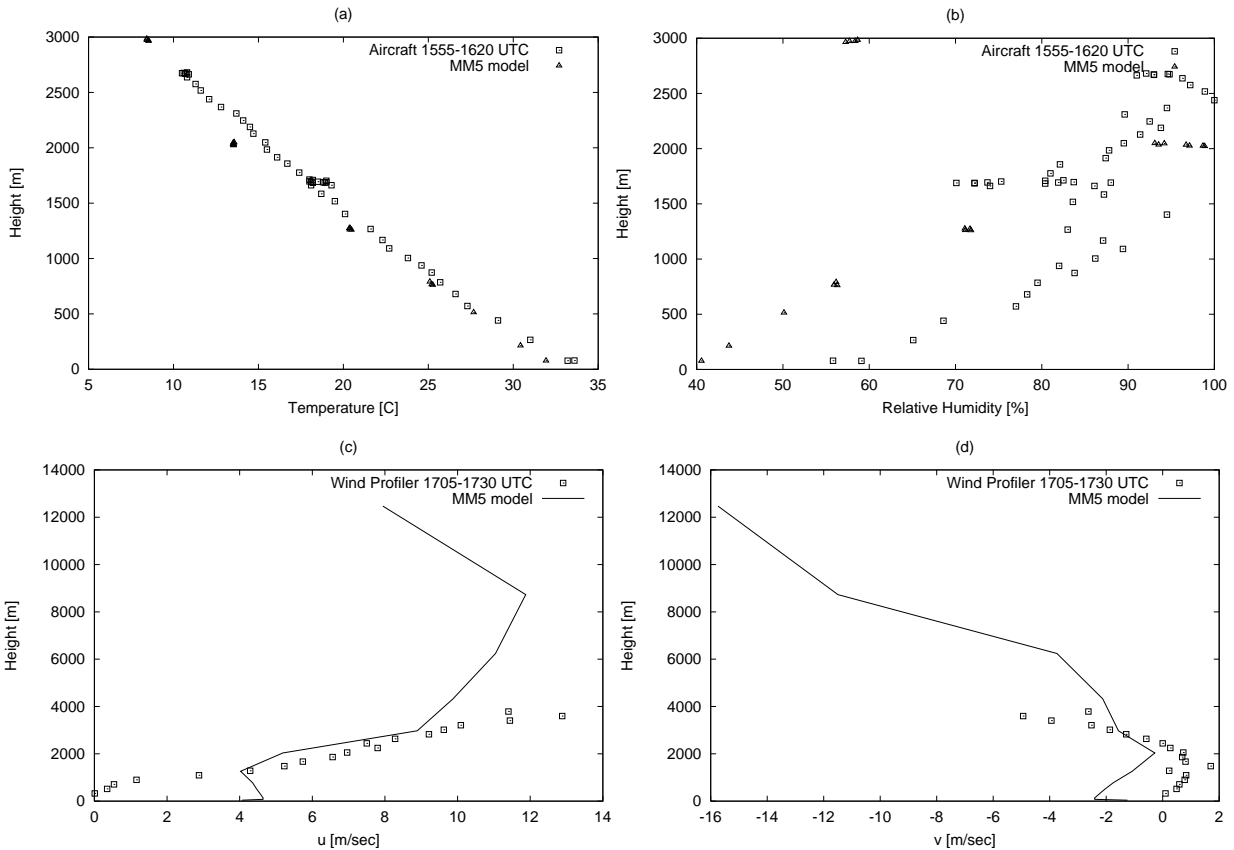 (a)
3000
2500
2000
1500
1000
500
0
Height [m]
Aircraft 1555-1620 UTC
MM5 model
5 10 15 20 25 30 35
Temperature [C]
(b)
3000
2500
2000
1500
1000
500
0
Height [m]
Aircraft 1555-1620 UTC
MM5 model
40 50 60 70 80 90 100
Relative Humidity [%]
(c)
14000
12000
10000
8000
6000
4000
2000
0
Height [m]
Wind Profiler 1705-1730 UTC
MM5 model
0 2 4 6 8 10 12 14
u [m/sec]
(d)
14000
12000
10000
8000
6000
4000
2000
0
Height [m]
Wind Profiler 1705-1730 UTC
MM5 model
-16 -14 -12 -10 -8 -6 -4 -2 0 2
v [m/sec]